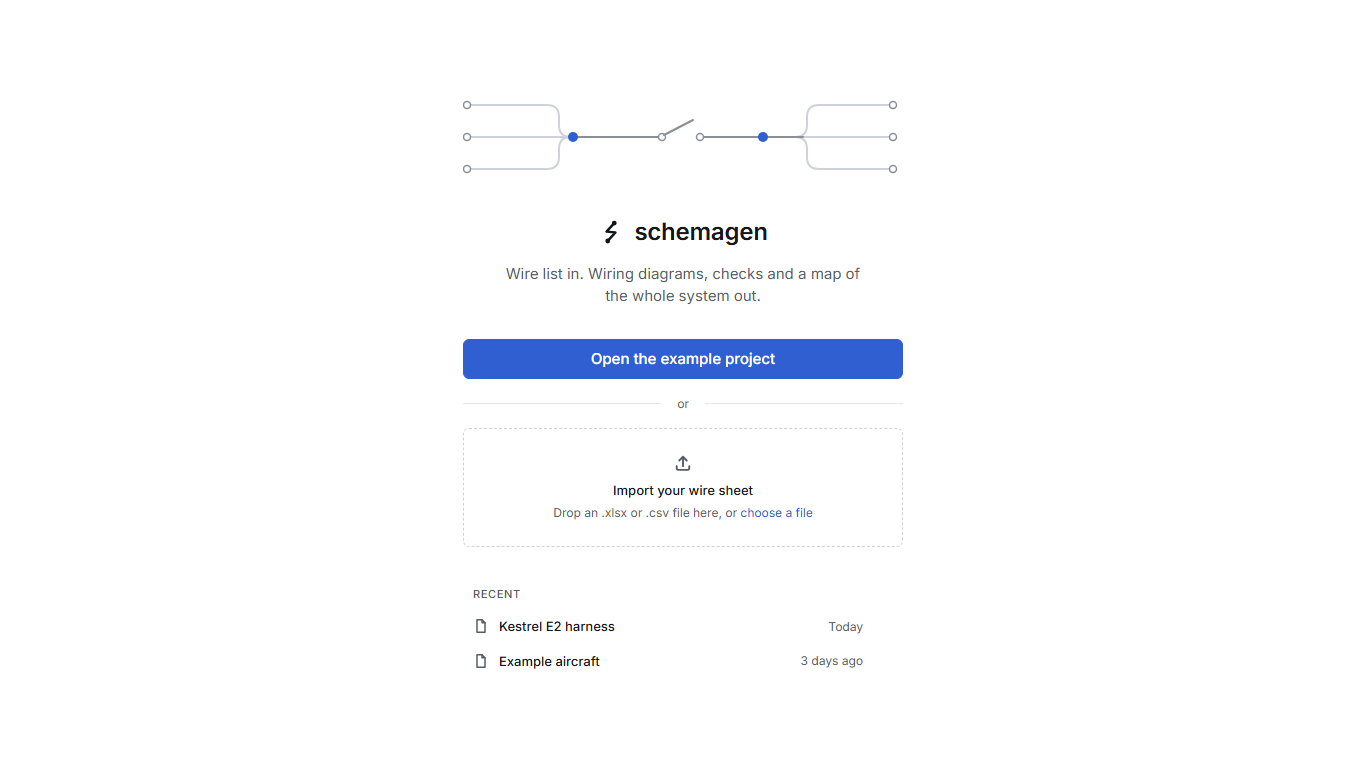 schemagen
Wire list in. Wiring diagrams, checks and a map of
the whole system out.
Open the example project
or
Import your wire sheet
Drop an .xlsx or .csv file here, or choose a file
RECENT
Kestrel E2 harness Today
Example aircraft 3 days ago